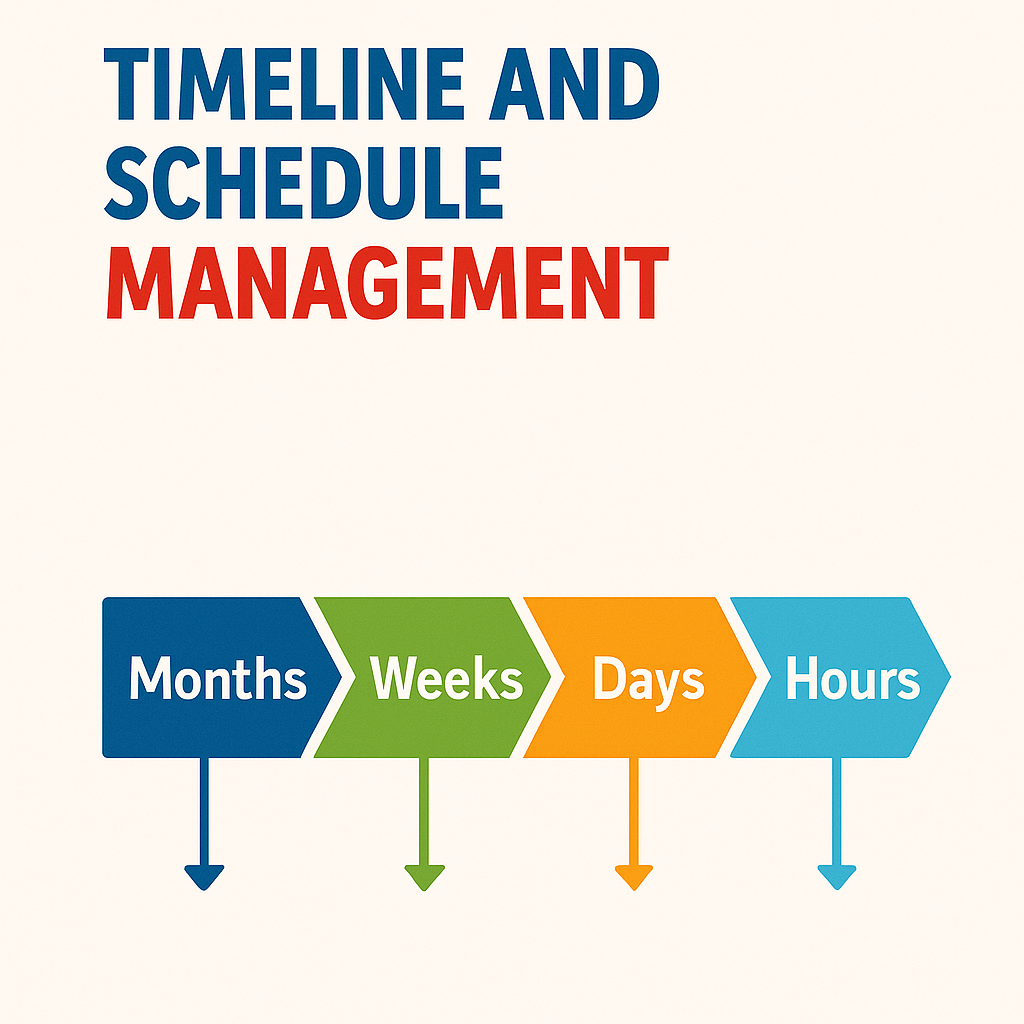 TIMELINE AND
SCHEDULE
MANAGEMENT
Months
Weeks
Days
Hours